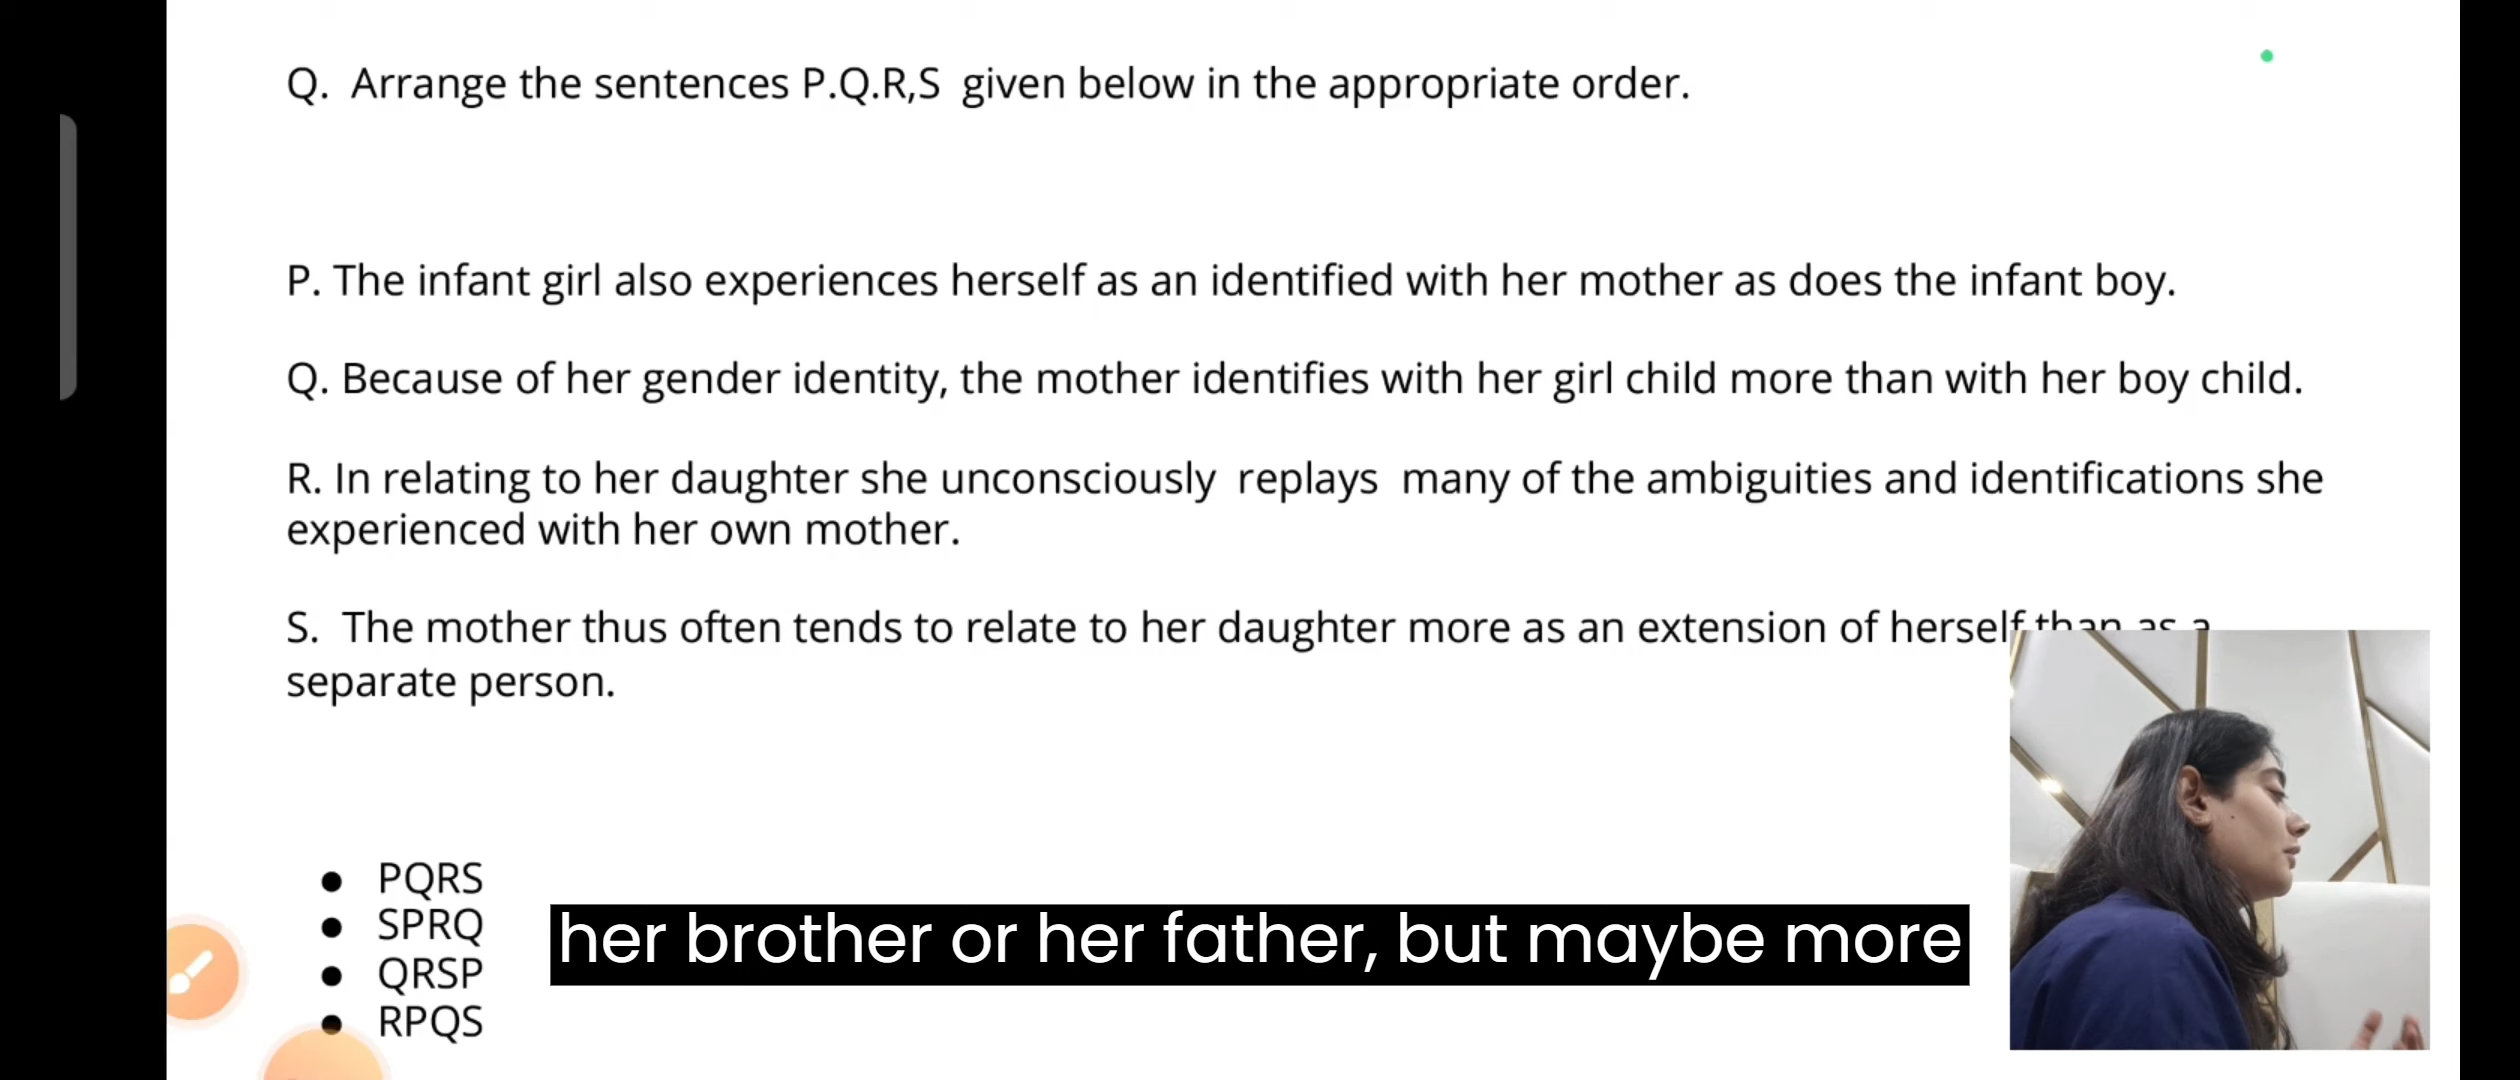 Q. Arrange the sentences P.Q.R,S given below in the appropriate order.
P. The infant girl also experiences herself as an identified with her mother as does the infant boy.
Q. Because of her gender identity, the mother identifies with her girl child more than with her boy child.
R. In relating to her daughter she unconsciously replays many of the ambiguities and identifications she
experienced with her own mother.
S. The mother thus often tends to relate to her daughter more as an extension of herself than as a
separate person.
● PQRS
● SPRQ
● QRSP
● RPQS
her brother or her father, but maybe more